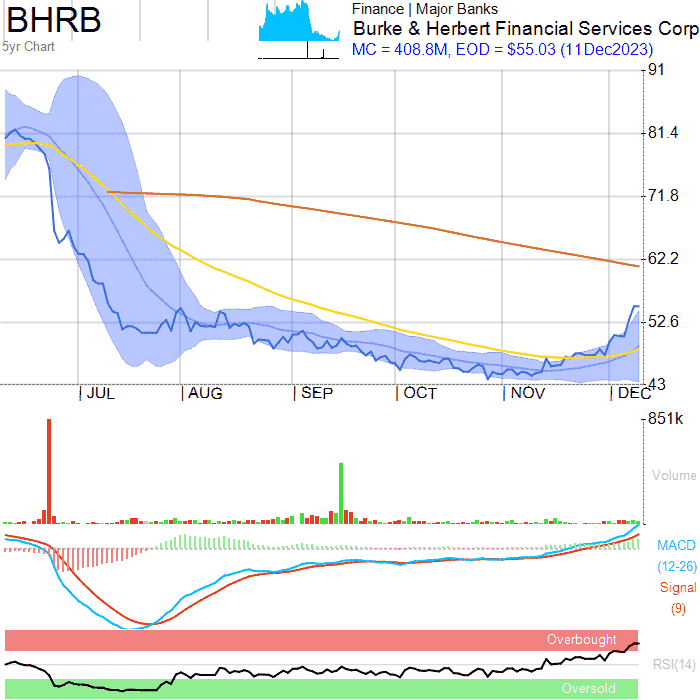 BHRB
5yr Chart
Finance | Major Banks
Burke & Herbert Financial Services Corp
MC = 408.8M, EOD = $55.03 (11Dec2023)
91
81.4
71.8
62.2
52.6
43
| JUL | AUG | SEP | OCT | NOV | DEC
851k
Volume
MACD
(12-26)
Signal
(9)
Overbought
RSI(14)
Oversold